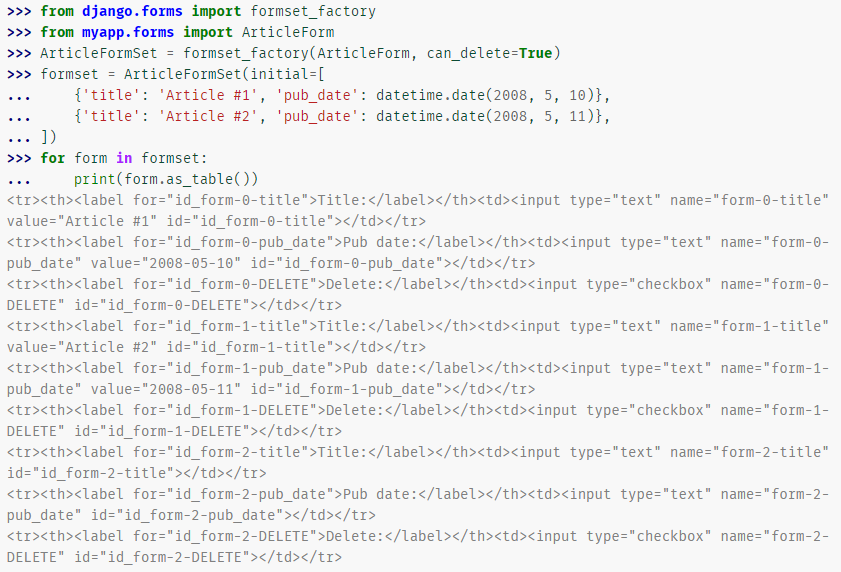 >>> from django.forms import formset_factory
>>> from myapp.forms import ArticleForm
>>> ArticleFormSet = formset_factory(ArticleForm, can_delete=True)
>>> formset = ArticleFormSet(initial=[
...     {'title': 'Article #1', 'pub_date': datetime.date(2008, 5, 10)},
...     {'title': 'Article #2', 'pub_date': datetime.date(2008, 5, 11)},
... ])
>>> for form in formset:
...     print(form.as_table())
<tr><th><label for="id_form-0-title">Title:</label></th><td><input type="text" name="form-0-title"
value="Article #1" id="id_form-0-title"></td></tr>
<tr><th><label for="id_form-0-pub_date">Pub date:</label></th><td><input type="text" name="form-0-
pub_date" value="2008-05-10" id="id_form-0-pub_date"></td></tr>
<tr><th><label for="id_form-0-DELETE">Delete:</label></th><td><input type="checkbox" name="form-0-
DELETE" id="id_form-0-DELETE"></td></tr>
<tr><th><label for="id_form-1-title">Title:</label></th><td><input type="text" name="form-1-title"
value="Article #2" id="id_form-1-title"></td></tr>
<tr><th><label for="id_form-1-pub_date">Pub date:</label></th><td><input type="text" name="form-1-
pub_date" value="2008-05-11" id="id_form-1-pub_date"></td></tr>
<tr><th><label for="id_form-1-DELETE">Delete:</label></th><td><input type="checkbox" name="form-1-
DELETE" id="id_form-1-DELETE"></td></tr>
<tr><th><label for="id_form-2-title">Title:</label></th><td><input type="text" name="form-2-title"
id="id_form-2-title"></td></tr>
<tr><th><label for="id_form-2-pub_date">Pub date:</label></th><td><input type="text" name="form-2-
pub_date" id="id_form-2-pub_date"></td></tr>
<tr><th><label for="id_form-2-DELETE">Delete:</label></th><td><input type="checkbox" name="form-2-
DELETE" id="id_form-2-DELETE"></td></tr>